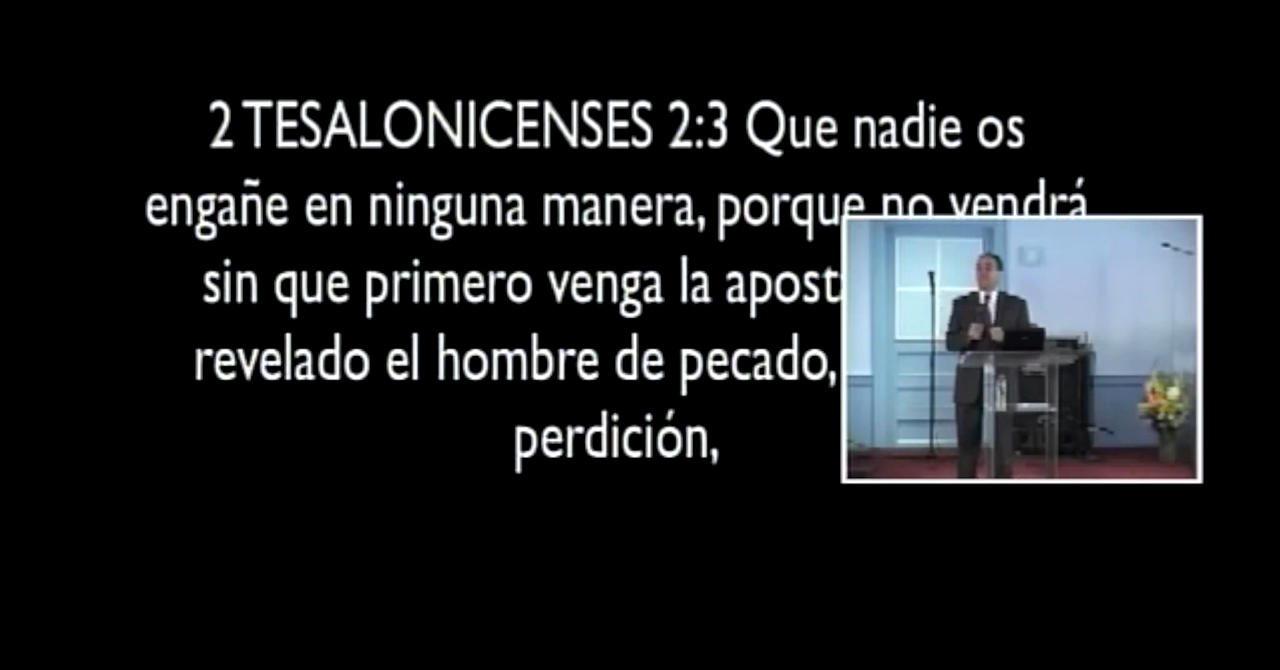 2 TESALONICENSES 2:3 Que nadie os
engañe en ninguna manera, porque no vendrá
sin que primero venga la apost
revelado el hombre de pecado,
perdición,